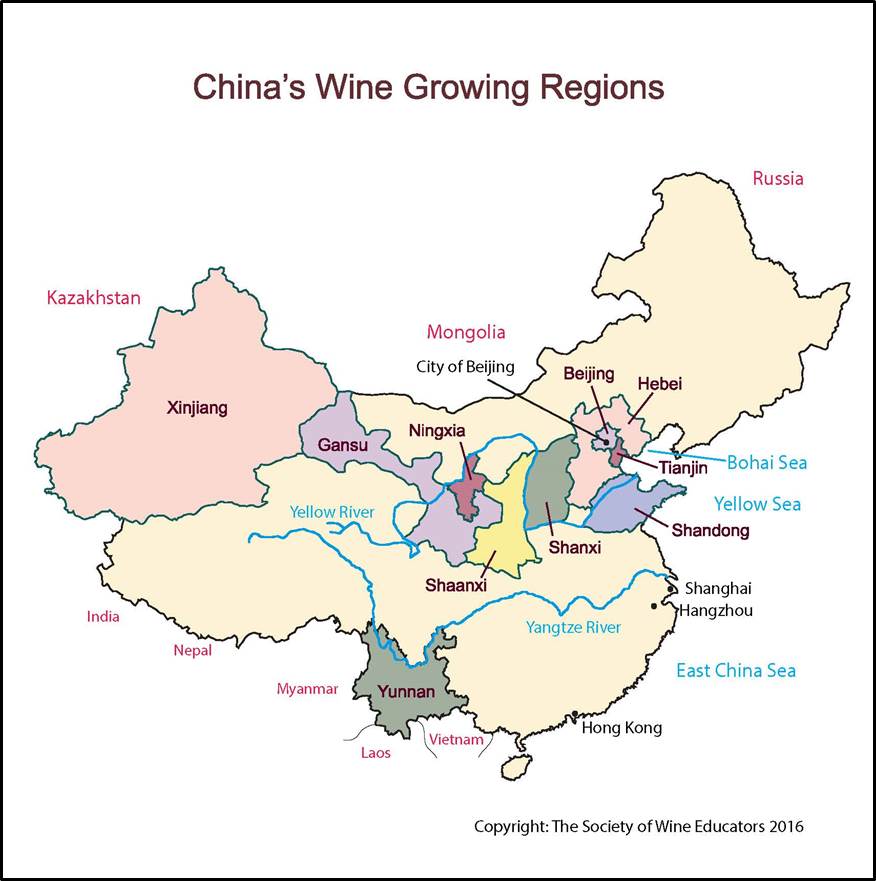 China's Wine Growing Regions
Russia
Kazakhstan
Mongolia
City of Beijing
Beijing
Hebei
Xinjiang
Ningxia
Gansu
Tianjin
Bohai Sea
Yellow River
Yellow Sea
Shandong
Shanxi
Shaanxi
Shanghai
Hangzhou
India
Yangtze River
Nepal
East China Sea
Myanmar
Yunnan
Hong Kong
Vietnam
Laos
Copyright: The Society of Wine Educators 2016